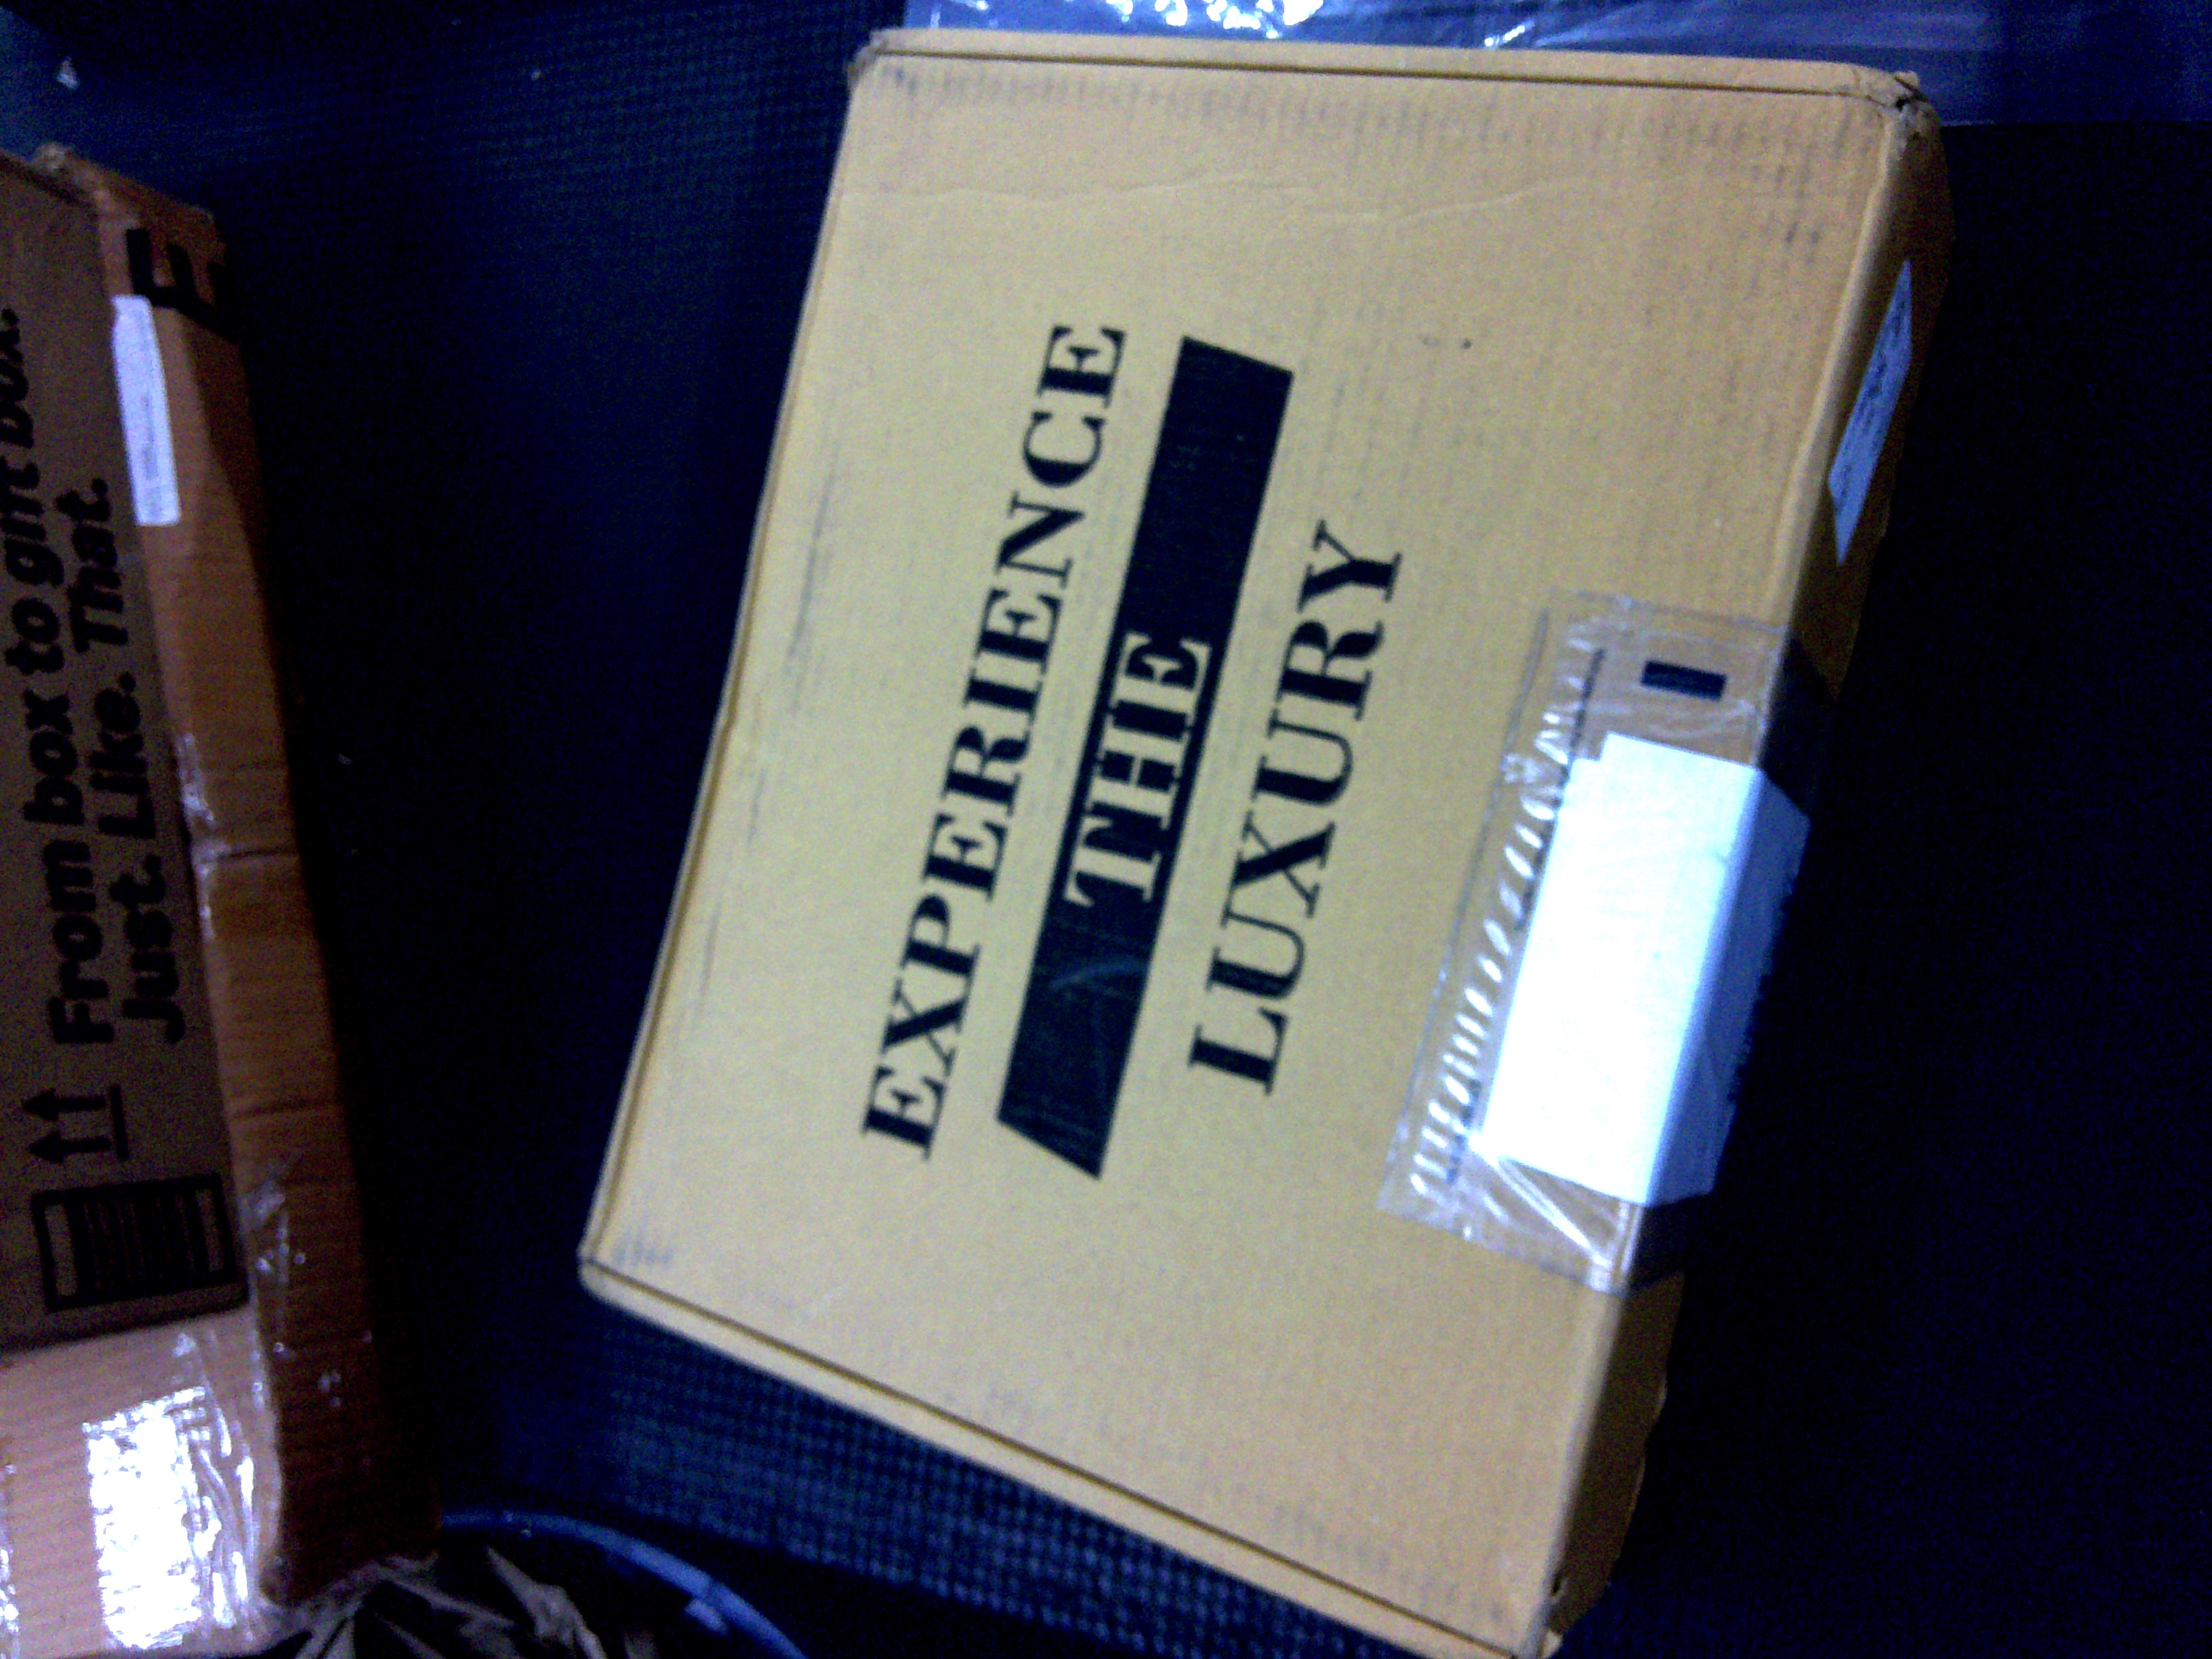 EXPERIENCE
THE
LUXURY
From box to gift box.
Just. Like. That.